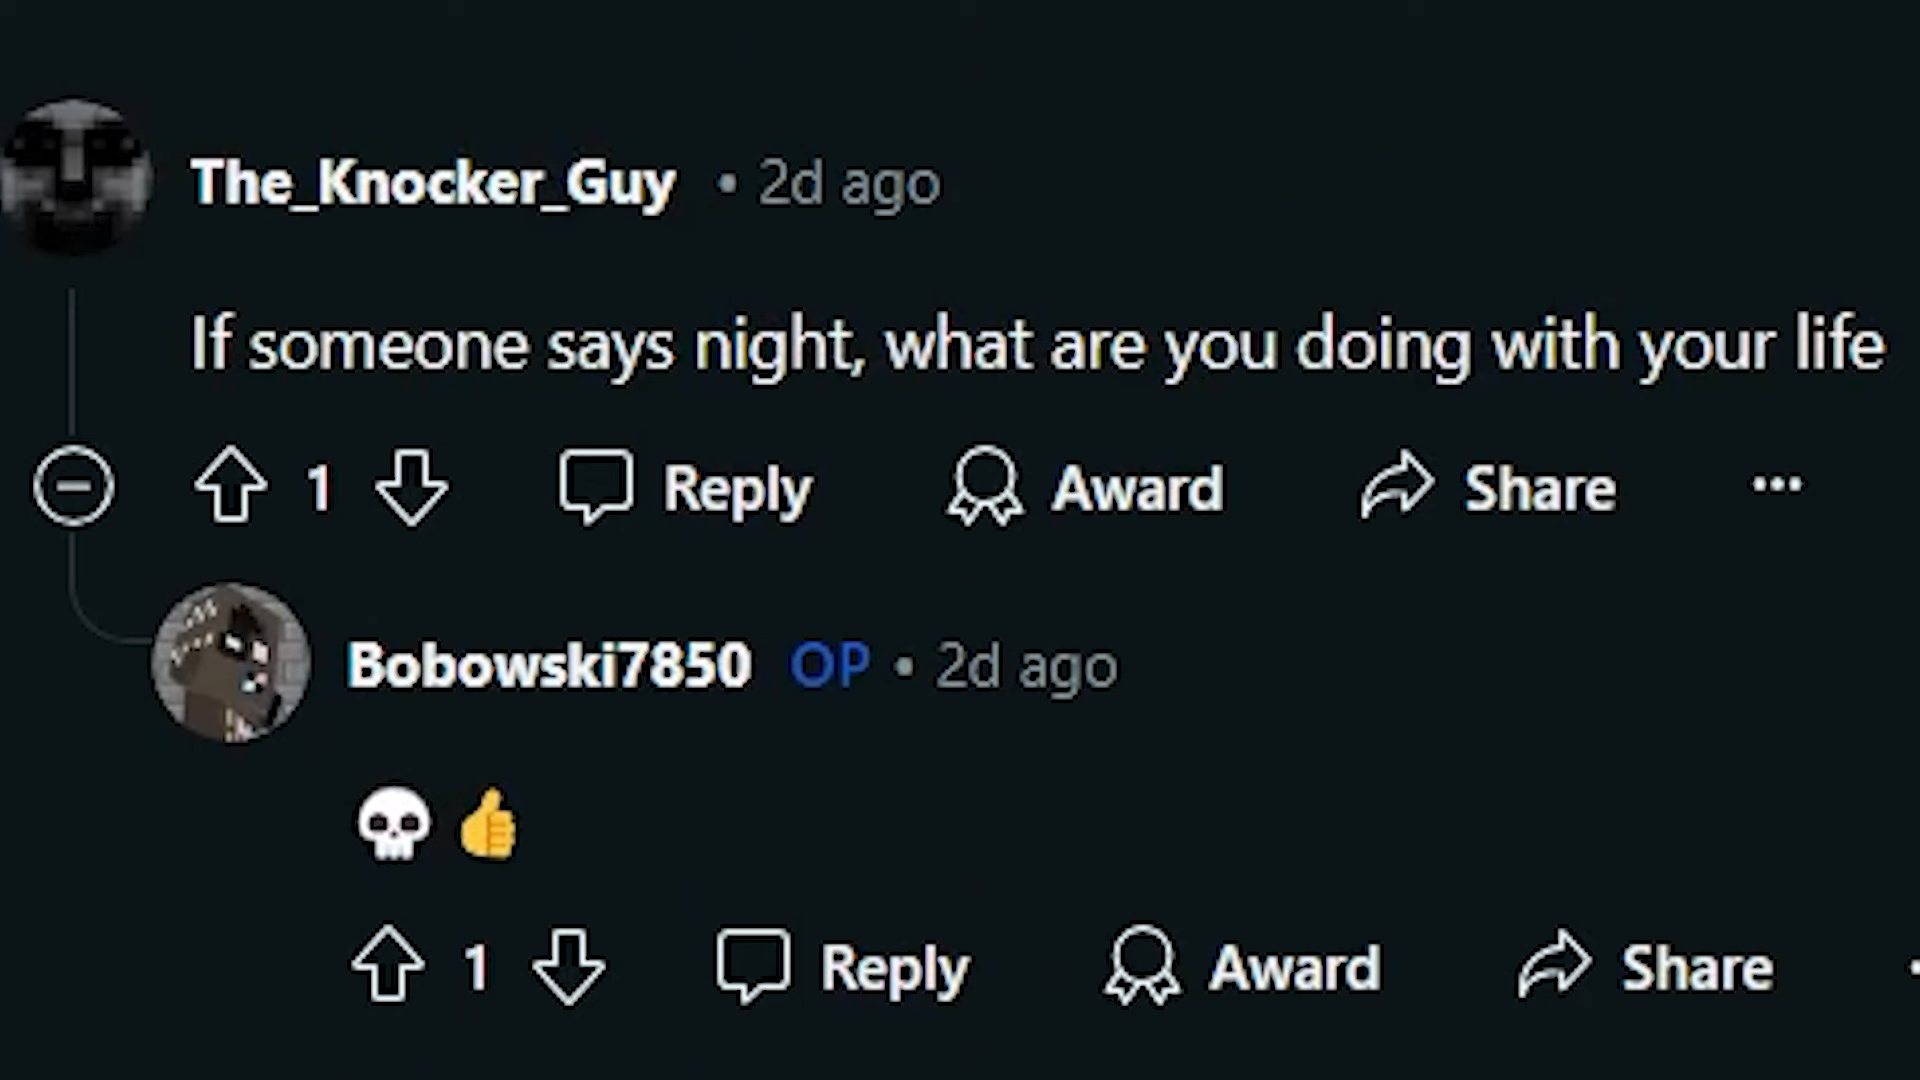 The_Knocker_Guy • 2d ago
If someone says night, what are you doing with your life
1 Reply Award Share ...
Bobowski7850 OP • 2d ago
💀 👍
1 Reply Award Share